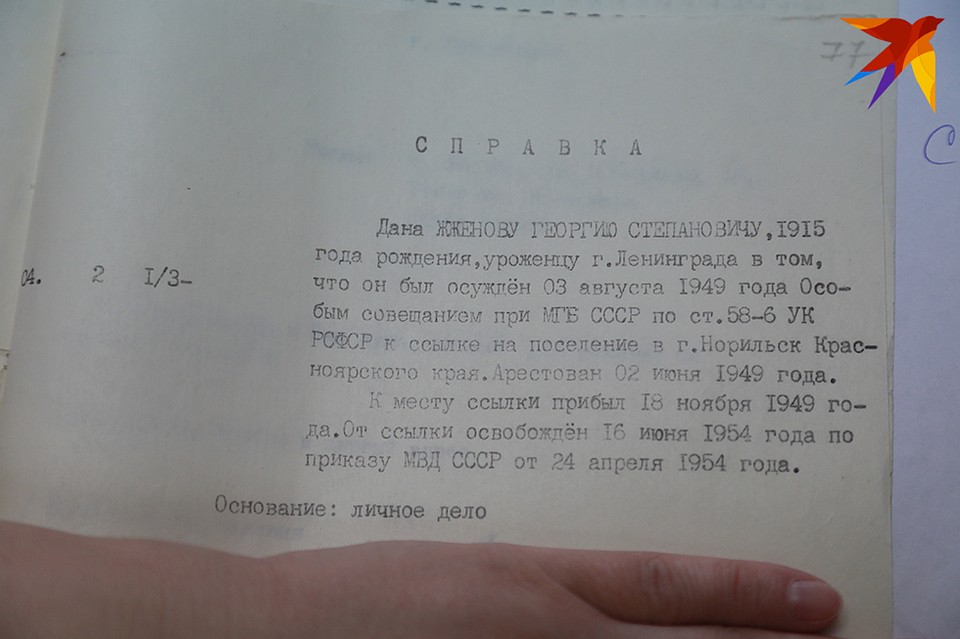 77
С П Р А В К А
С
Дана ЖЖЕНОВУ ГЕОРГИЮ СТЕПАНОВИЧУ,1915
года рождения,уроженцу г.Ленинграда в том,
04. 2 I/3- что он был осуждён 03 августа 1949 года Осо-
бым совещанием при МГБ СССР по ст.58-6 УК
РСФСР к ссылке на поселение в г.Норильск Крас-
ноярского края.Арестован 02 июня 1949 года.
К месту ссылки прибыл 18 ноября 1949 го-
да.От ссылки освобождён 16 июня 1954 года по
приказу МВД СССР от 24 апреля 1954 года.
Основание: личное дело